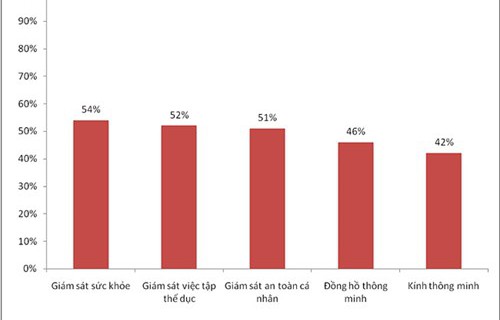 90%
80%
70%
60%
50%
40%
30%
20%
10%
0%
54%
52%
51%
46%
42%
Giám sát sức khỏe
Giám sát việc tập
thể dục
Giám sát an toàn cá
nhân
Đồng hồ thông
minh
Kính thông minh